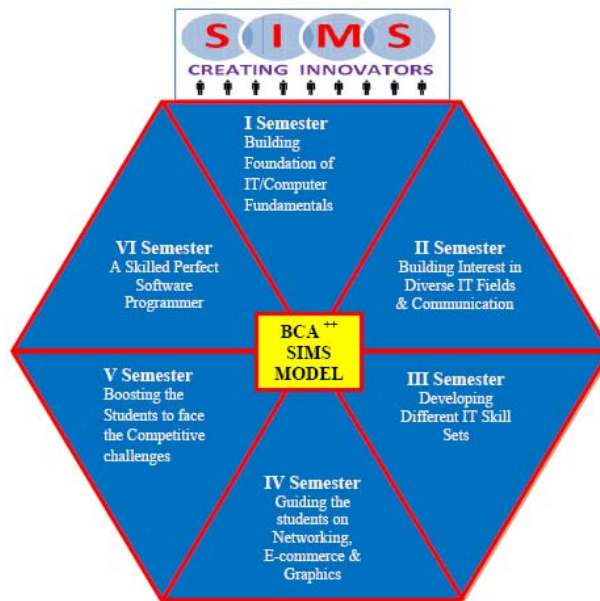 SIMS
CREATING INNOVATORS
I Semester
Building
Foundation of
IT/Computer
Fundamentals
II Semester
Building Interest in
Diverse IT Fields
& Communication
III Semester
Developing
Different IT Skill
Sets
IV Semester
Guiding the
students on
Networking,
E-commerce &
Graphics
V Semester
Boosting the
Students to face
the Competitive
challenges
VI Semester
A Skilled Perfect
Software
Programmer
BCA ++
SIMS
MODEL